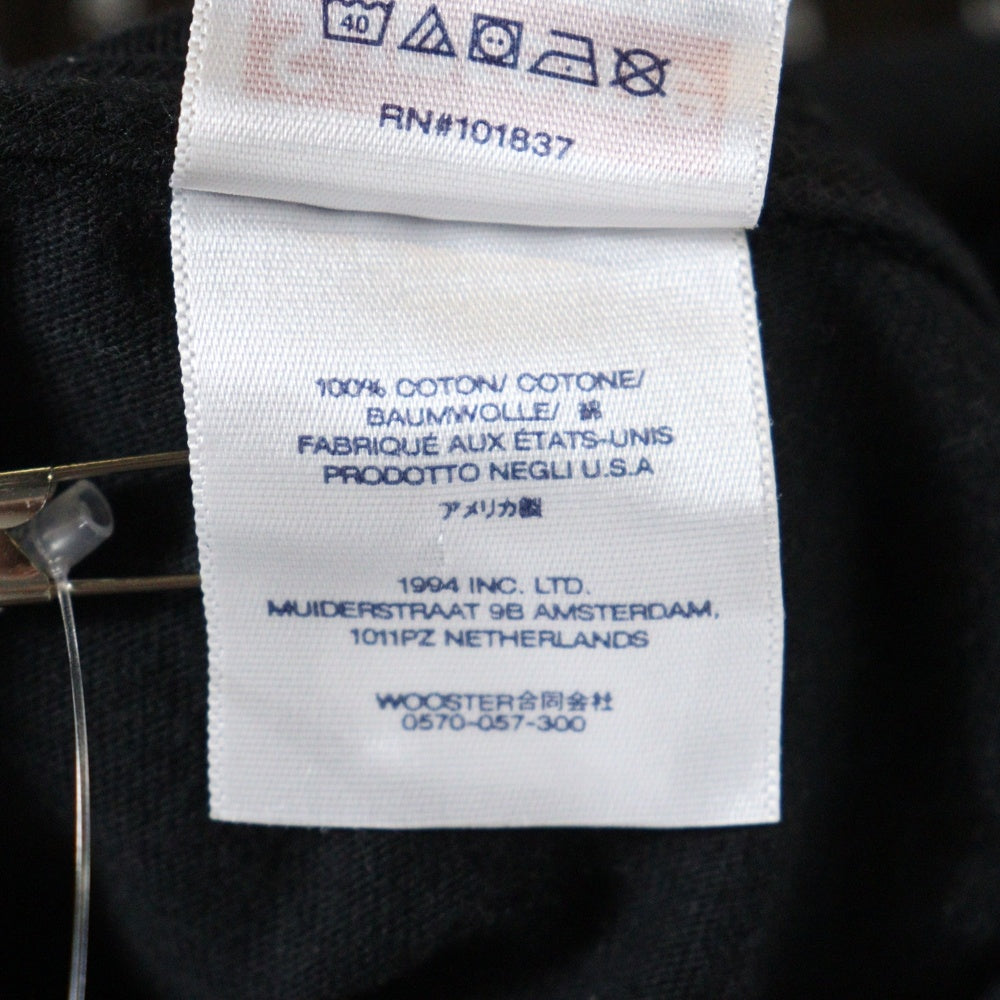 40
RN#101837
100% COTON/ COTONE/
BAUMWOLLE/ 綿
FABRIQUÉ AUX ÉTATS-UNIS
PRODOTTO NEGLI U.S.A
アメリカ製
1994 INC. LTD.
MUIDERSTRAAT 9B AMSTERDAM,
1011PZ NETHERLANDS
WOOSTER合同会社
0570-057-300